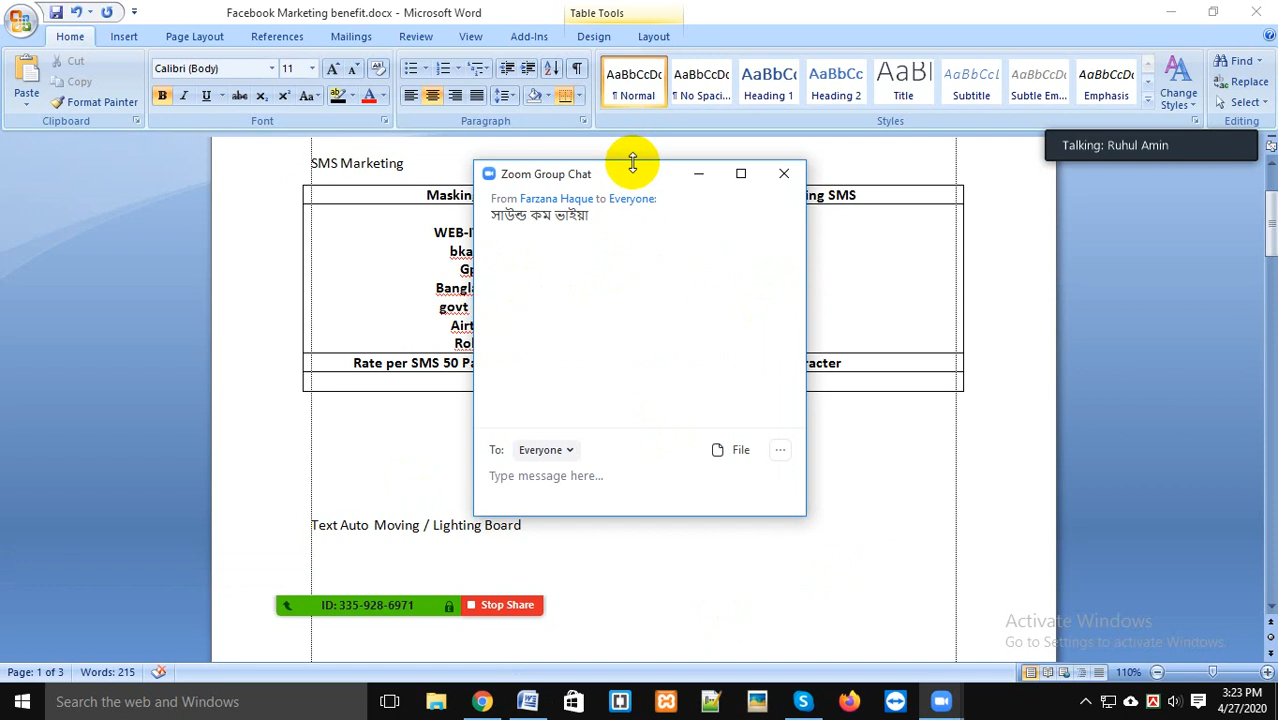 Facebook Marketing benefit.docx - Microsoft Word
Table Tools
Home Insert Page Layout References Mailings Review View Add-Ins Design Layout
Paste
Cut
Copy
Format Painter
Clipboard
Calibri (Body) 11
Font
Paragraph
AaBbCcDc AaBbCcDc AaBbCc AaBbCc AaBl AaBbCcL AaBbCcDc AaBbCcDc
¶ Normal ¶ No Spaci... Heading 1 Heading 2 Title Subtitle Subtle Em... Emphasis
Change Styles
Styles
Find
Replace
Select
Editing
Talking: Ruhul Amin
SMS Marketing
Zoom Group Chat
From Farzana Haque to Everyone:
সাউন্ড কম ভাইয়া
Mask
ing SMS
WEB-I
bka
Gp
Bangla
govt
Airt
Ro
Rate per SMS 50 Pa
racter
To: Everyone File ...
Type message here...
Text Auto Moving / Lighting Board
ID: 335-928-6971 Stop Share
Activate Windows
Go to Settings to activate Windows.
Page: 1 of 3 Words: 215 110%
Search the web and Windows
3:23 PM
4/27/2020